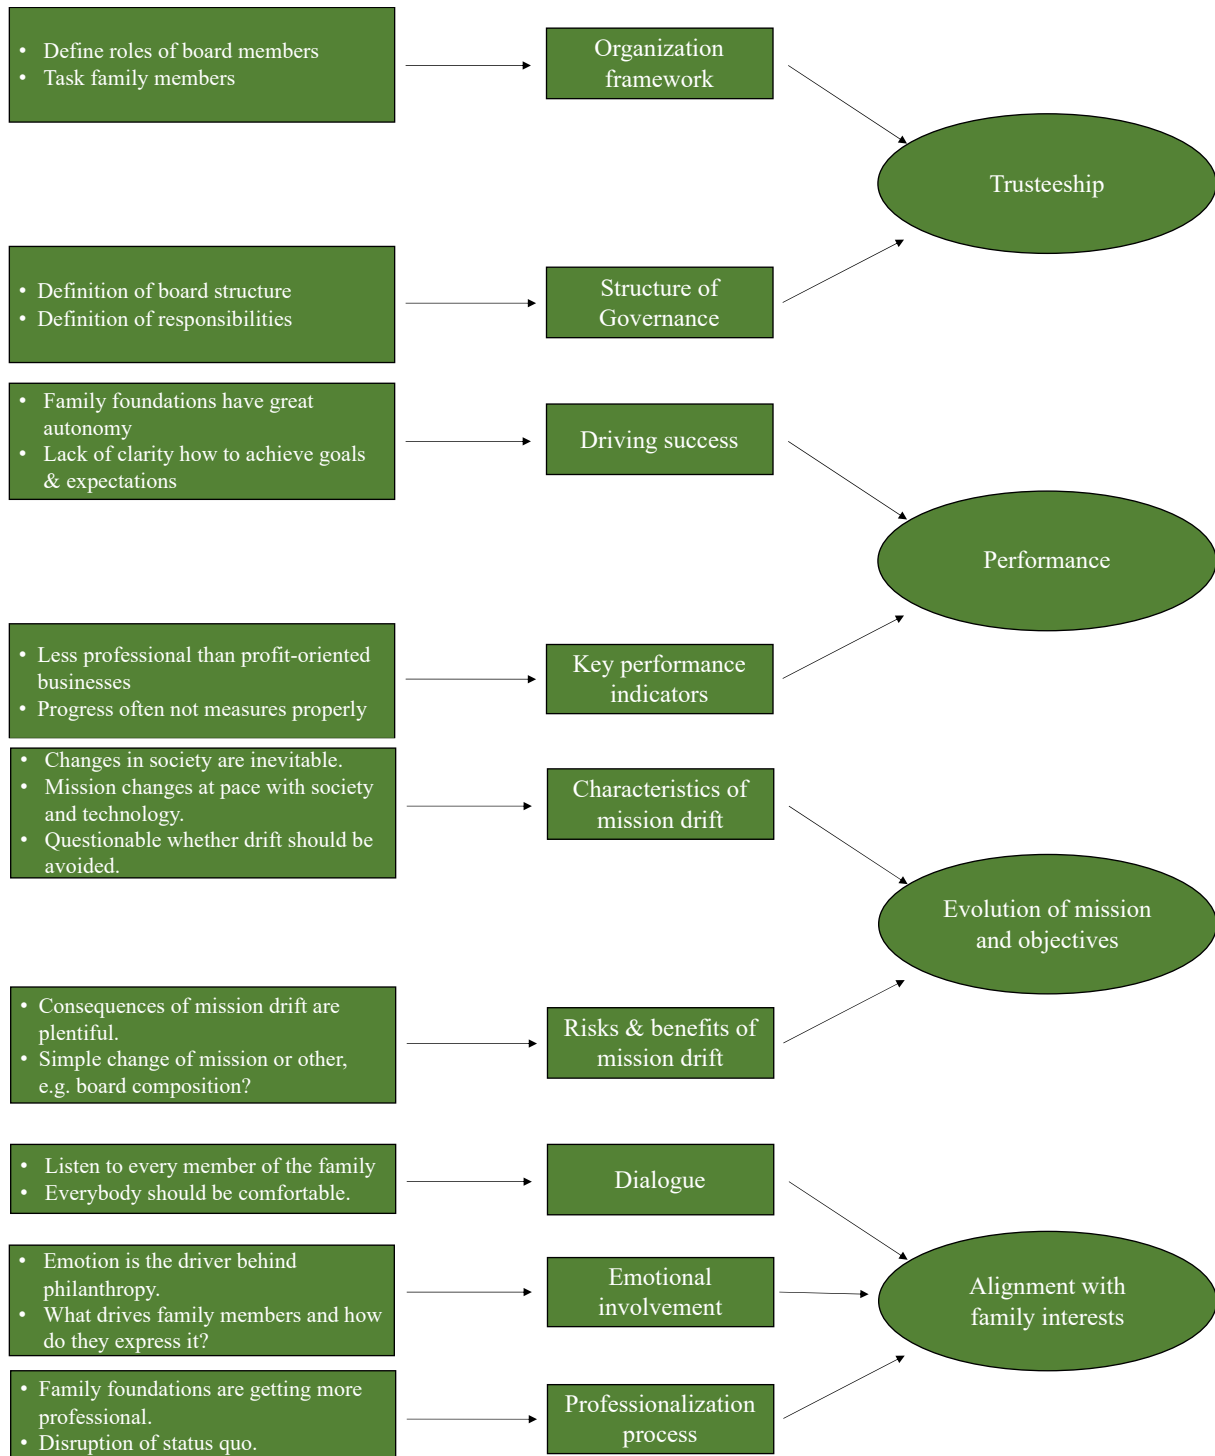 • Define roles of board members
• Task family members
Organization
framework
Trusteeship
• Definition of board structure
• Definition of responsibilities
Structure of
Governance
• Family foundations have great
autonomy
• Lack of clarity how to achieve goals
& expectations
Driving success
Performance
• Less professional than profit-oriented
businesses
• Progress often not measures properly
Key performance
indicators
• Changes in society are inevitable.
• Mission changes at pace with society
and technology.
• Questionable whether drift should be
avoided.
Characteristics of
mission drift
Evolution of mission
and objectives
• Consequences of mission drift are
plentiful.
• Simple change of mission or other,
e.g. board composition?
Risks & benefits of
mission drift
• Listen to every member of the family
• Everybody should be comfortable.
Dialogue
• Emotion is the driver behind
philanthropy.
• What drives family members and how
do they express it?
Emotional
involvement
Alignment with
family interests
• Family foundations are getting more
professional.
• Disruption of status quo.
Professionalization
process